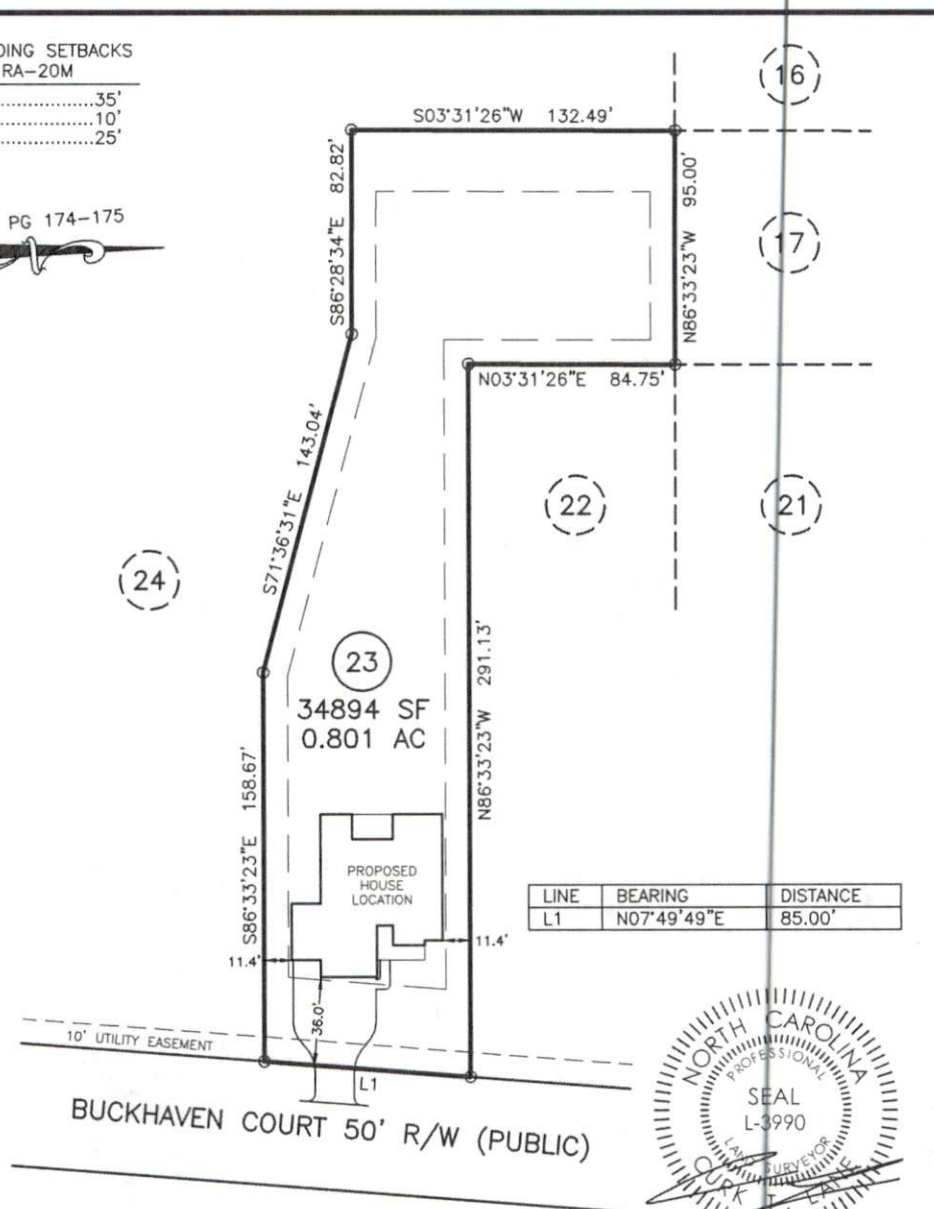 DING SETBACKS
RA-20M
..................35'
..................10'
..................25'
PG 174-175
S03°31'26"W 132.49'
S86°28'34"E 82.82'
N86°33'23"W 95.00'
16
17
N03°31'26"E 84.75'
S71°36'31"E 143.04'
22
21
24
23
34894 SF
0.801 AC
N86°33'23"W 291.13'
S86°33'23"E 158.67'
PROPOSED
HOUSE
LOCATION
LINE BEARING DISTANCE
L1 N07°49'49"E 85.00'
11.4'
11.4'
36.0'
10' UTILITY EASEMENT
L1
BUCKHAVEN COURT 50' R/W (PUBLIC)
NORTH CAROLINA
PROFESSIONAL
SEAL
L-3990
LAND SURVEYOR
T. LANE